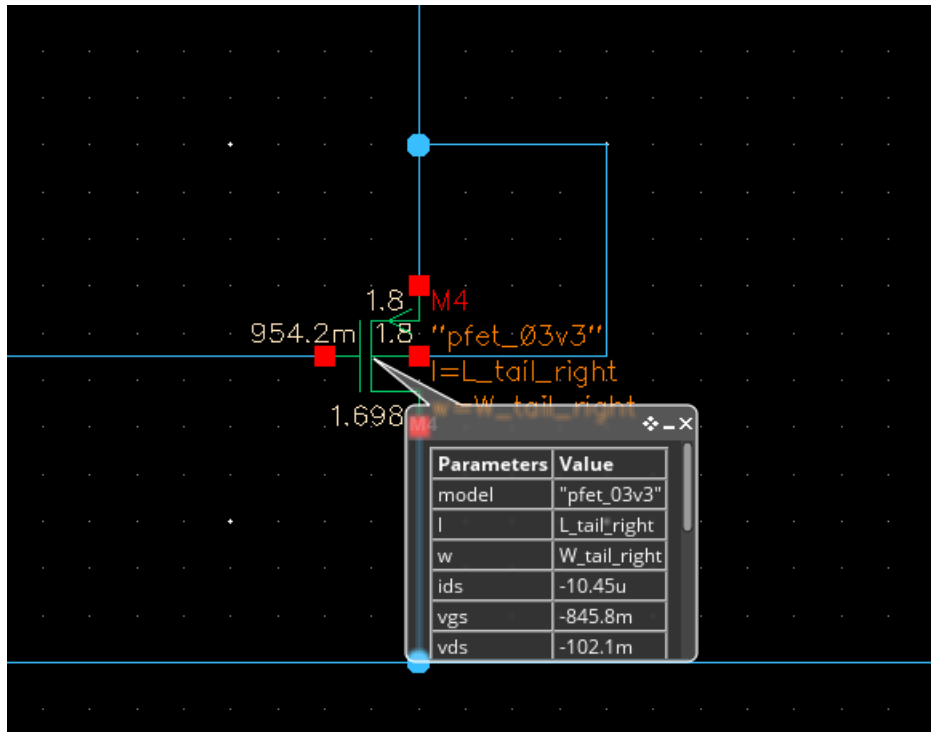 1.8 M4
954.2m 1.8 "pfet_03v3"
l=L_tail_right
1.698 w=W_tail_right
M4
Parameters Value
model "pfet_03v3"
l L_tail_right
w W_tail_right
ids -10.45u
vgs -845.8m
vds -102.1m